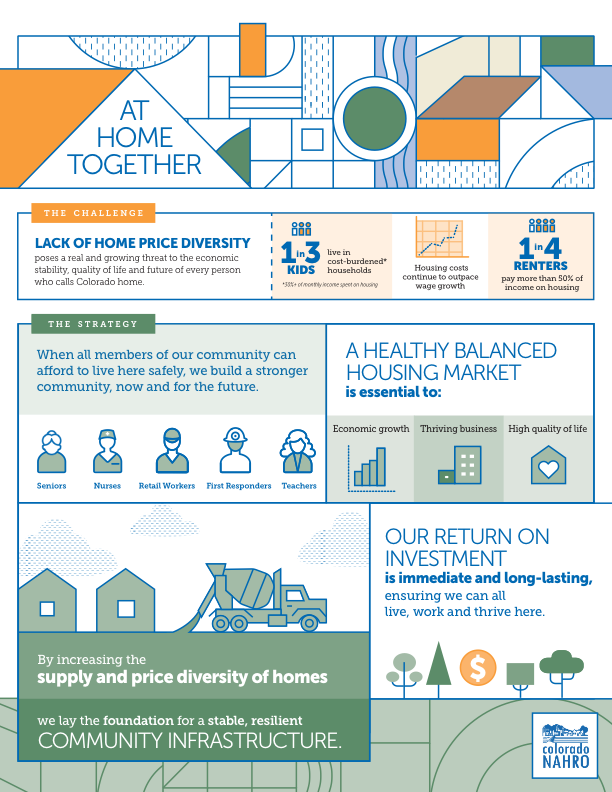 AT
HOME
TOGETHER
THE CHALLENGE
LACK OF HOME PRICE DIVERSITY
poses a real and growing threat to the economic
stability, quality of life and future of every person
who calls Colorado home.
1in3
KIDS
live in
cost-burdened*
households
*30%+ of monthly income spent on housing
Housing costs
continue to outpace
wage growth
1in4
RENTERS
pay more than 50% of
income on housing
THE STRATEGY
When all members of our community can
afford to live here safely, we build a stronger
community, now and for the future.
Seniors
Nurses
Retail Workers
First Responders
Teachers
A HEALTHY BALANCED
HOUSING MARKET
is essential to:
Economic growth
Thriving business
High quality of life
By increasing the
supply and price diversity of homes
we lay the foundation for a stable, resilient
COMMUNITY INFRASTRUCTURE.
OUR RETURN ON
INVESTMENT
is immediate and long-lasting,
ensuring we can all
live, work and thrive here.
$
colorado
NAHRO